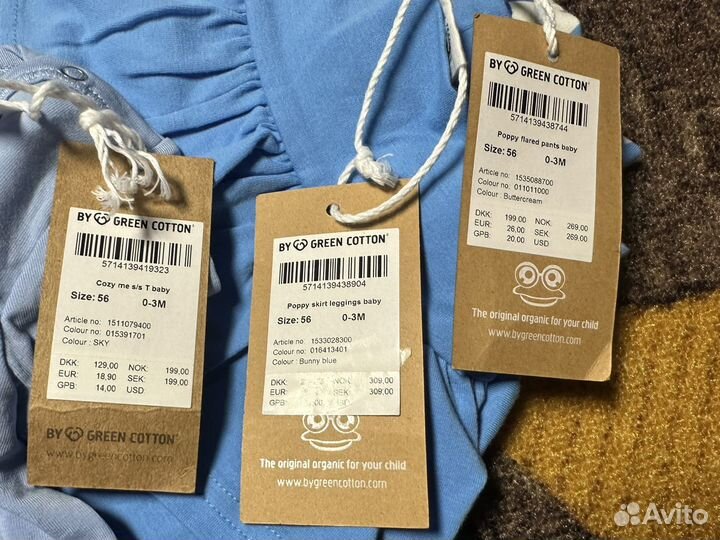 BY GREEN COTTON
5714139419323
Cozy me s/s T baby
Size: 56 0-3M
Article no: 1511079400
Colour no: 015391701
Colour : SKY
DKK: 129,00 NOK: 199,00
EUR: 18,90 SEK: 199,00
GPB: 14,00 USD:
BY GREEN COTTON
www.bygreencotton.com
BY GREEN COTTON
5714139438904
Poppy skirt leggings baby
Size: 56 0-3M
Article no: 1533028300
Colour no: 016413401
Colour : Bunny blue
DKK: NOK: 309,00
EUR: SEK: 309,00
GPB:
The original organic for your child
www.bygreencotton.com
BY GREEN COTTON
5714139438744
Poppy flared pants baby
Size: 56 0-3M
Article no: 1535088700
Colour no: 011011000
Colour : Buttercream
DKK: 199,00 NOK: 269,00
EUR: 26,00 SEK: 269,00
GPB: 20,00 USD
The original organic for your child
www.bygreencotton.com
Avito